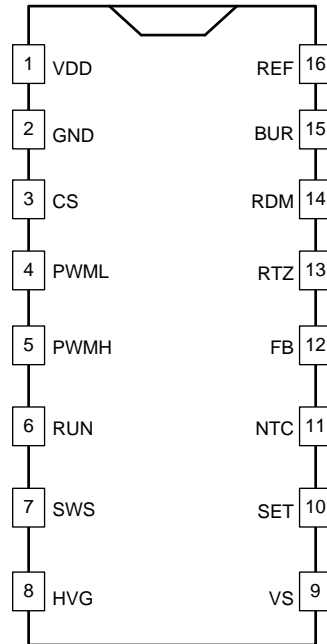 1 VDD REF 16
2 GND BUR 15
3 CS RDM 14
4 PWML RTZ 13
5 PWMH FB 12
6 RUN NTC 11
7 SWS SET 10
8 HVG VS 9